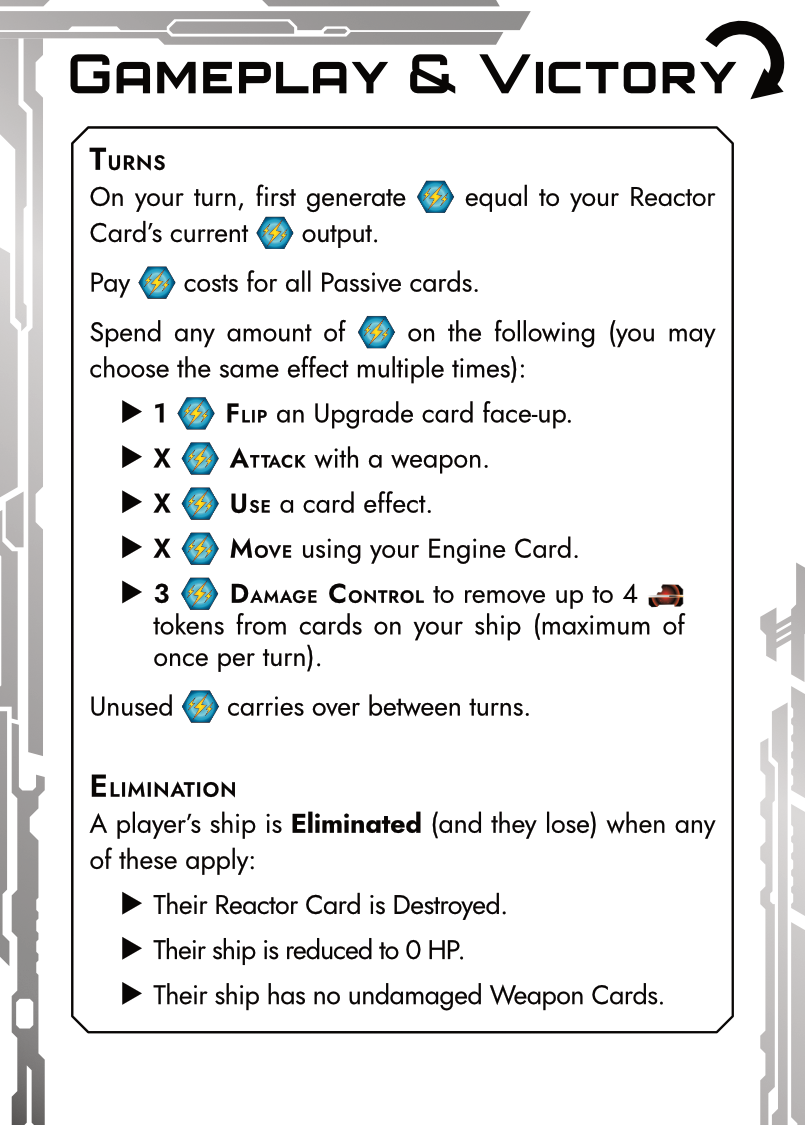 Gameplay & Victory
Turns
On your turn, first generate equal to your Reactor
Card’s current output.
Pay costs for all Passive cards.
Spend any amount of on the following (you may
choose the same effect multiple times):
▶ 1 Flip an Upgrade card face-up.
▶ X Attack with a weapon.
▶ X Use a card effect.
▶ X Move using your Engine Card.
▶ 3 Damage Control to remove up to 4
tokens from cards on your ship (maximum of
once per turn).
Unused carries over between turns.
Elimination
A player’s ship is Eliminated (and they lose) when any
of these apply:
▶ Their Reactor Card is Destroyed.
▶ Their ship is reduced to 0 HP.
▶ Their ship has no undamaged Weapon Cards.